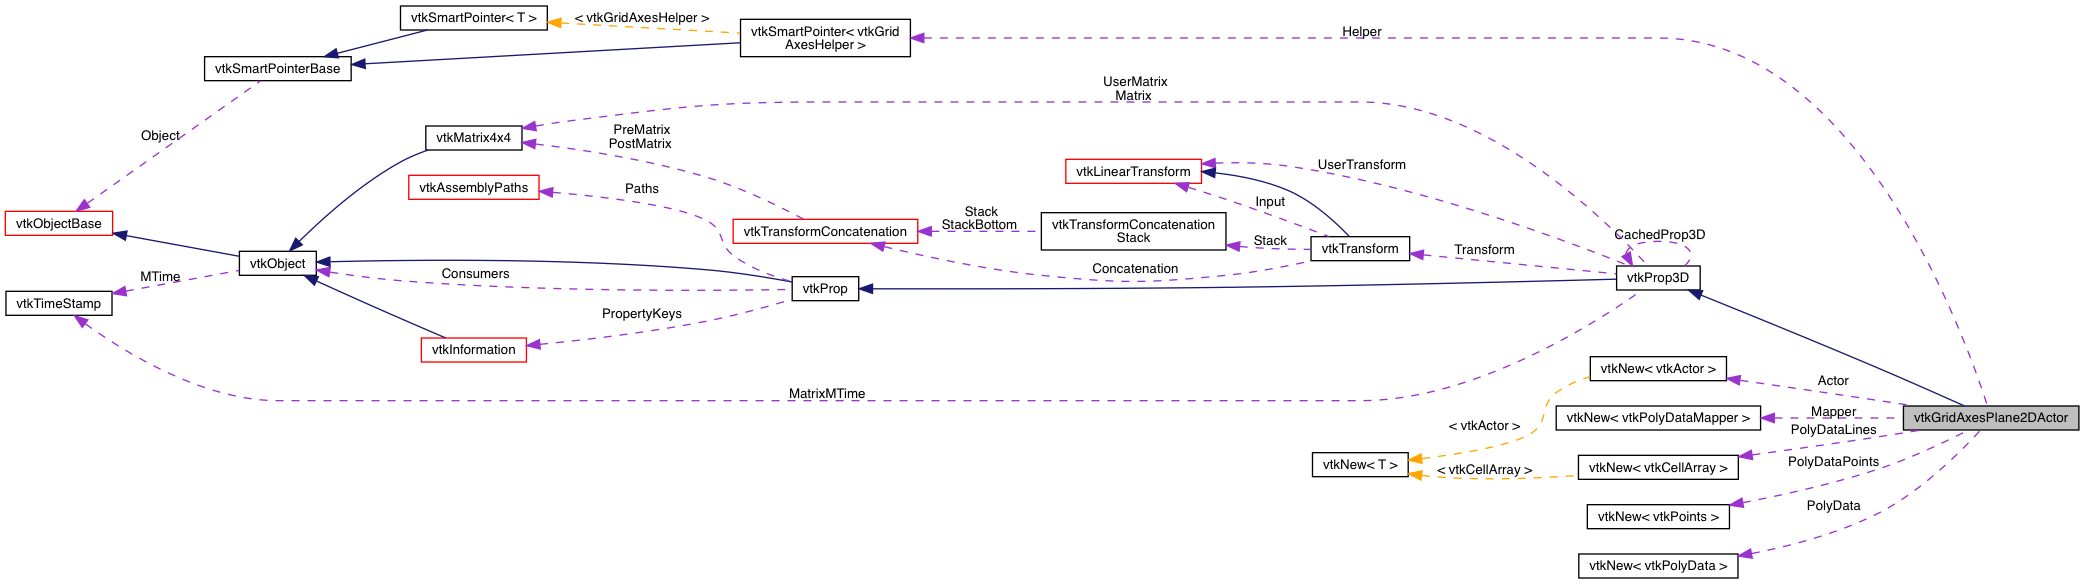 vtkSmartPointer< T >
< vtkGridAxesHelper >
vtkSmartPointer< vtkGrid
AxesHelper >
Helper
vtkSmartPointerBase
UserMatrix
Matrix
Object
vtkMatrix4x4
PreMatrix
PostMatrix
vtkAssemblyPaths
Paths
vtkLinearTransform
UserTransform
Input
vtkObjectBase
vtkTransformConcatenation
Stack
StackBottom
vtkTransformConcatenation
Stack
Stack
vtkTransform
Transform
CachedProp3D
vtkObject
MTime
Consumers
Concatenation
vtkProp
vtkProp3D
vtkTimeStamp
PropertyKeys
vtkInformation
MatrixMTime
vtkNew< vtkActor >
Actor
vtkNew< vtkPolyDataMapper >
Mapper
vtkGridAxesPlane2DActor
< vtkActor >
PolyDataLines
vtkNew< T >
< vtkCellArray >
vtkNew< vtkCellArray >
PolyDataPoints
vtkNew< vtkPoints >
PolyData
vtkNew< vtkPolyData >